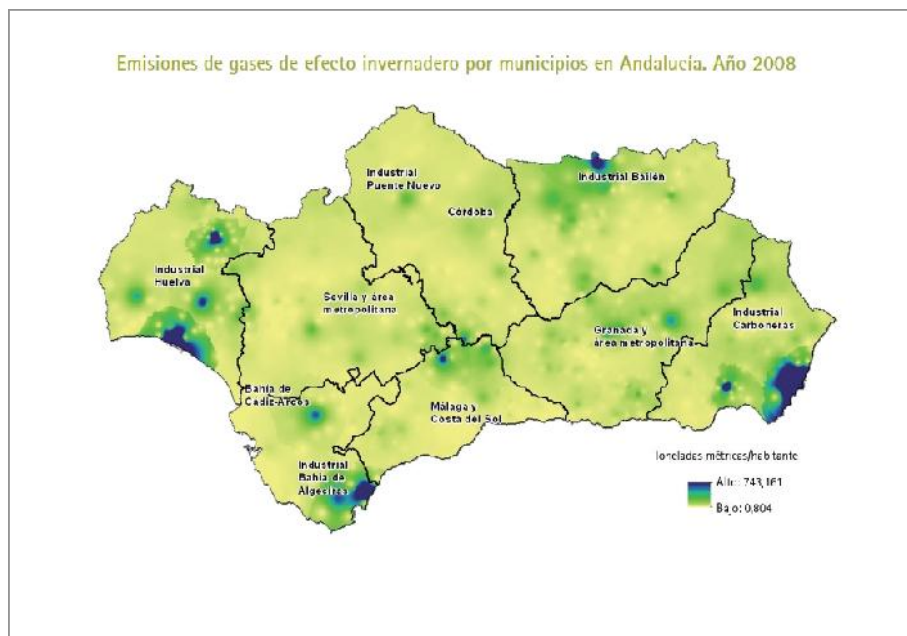 Emisiones de gases de efecto invernadero por municipios en Andalucía. Año 2008
Industrial
Puente Nuevo
Industrial Bailén
Córdoba
Industrial
Huelva
Sevilla y área
metropolitana
Granada y
área metropolitana
Industrial
Carboneras
Bahía de
Cádiz-Arcos
Málaga y
Costa del Sol
Industrial
Bahía de
Algeciras
Toneladas métricas/habitante
Alto: 743,161
Bajo: 0,804